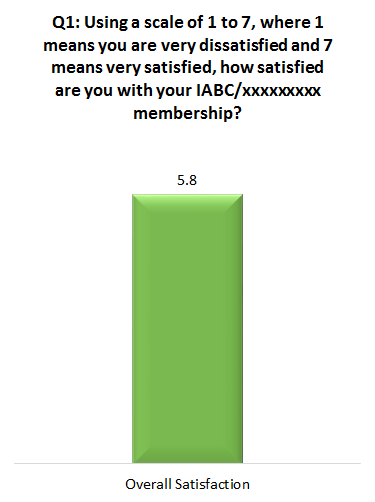 Q1: Using a scale of 1 to 7, where 1
means you are very dissatisfied and 7
means very satisfied, how satisfied
are you with your IABC/xxxxxxxxx
membership?
5.8
Overall Satisfaction